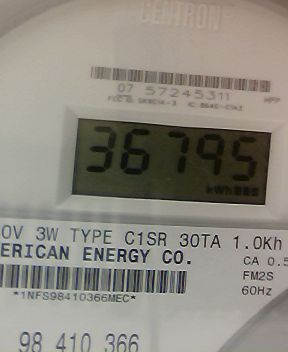 CENTRON
07 57245311
36795
kWh
0V 3W TYPE C1SR 30TA 1.0Kh
ERICAN ENERGY CO.
CA 0.5
FM2S
*1NFS98410366MEC*
60Hz
98 410 366